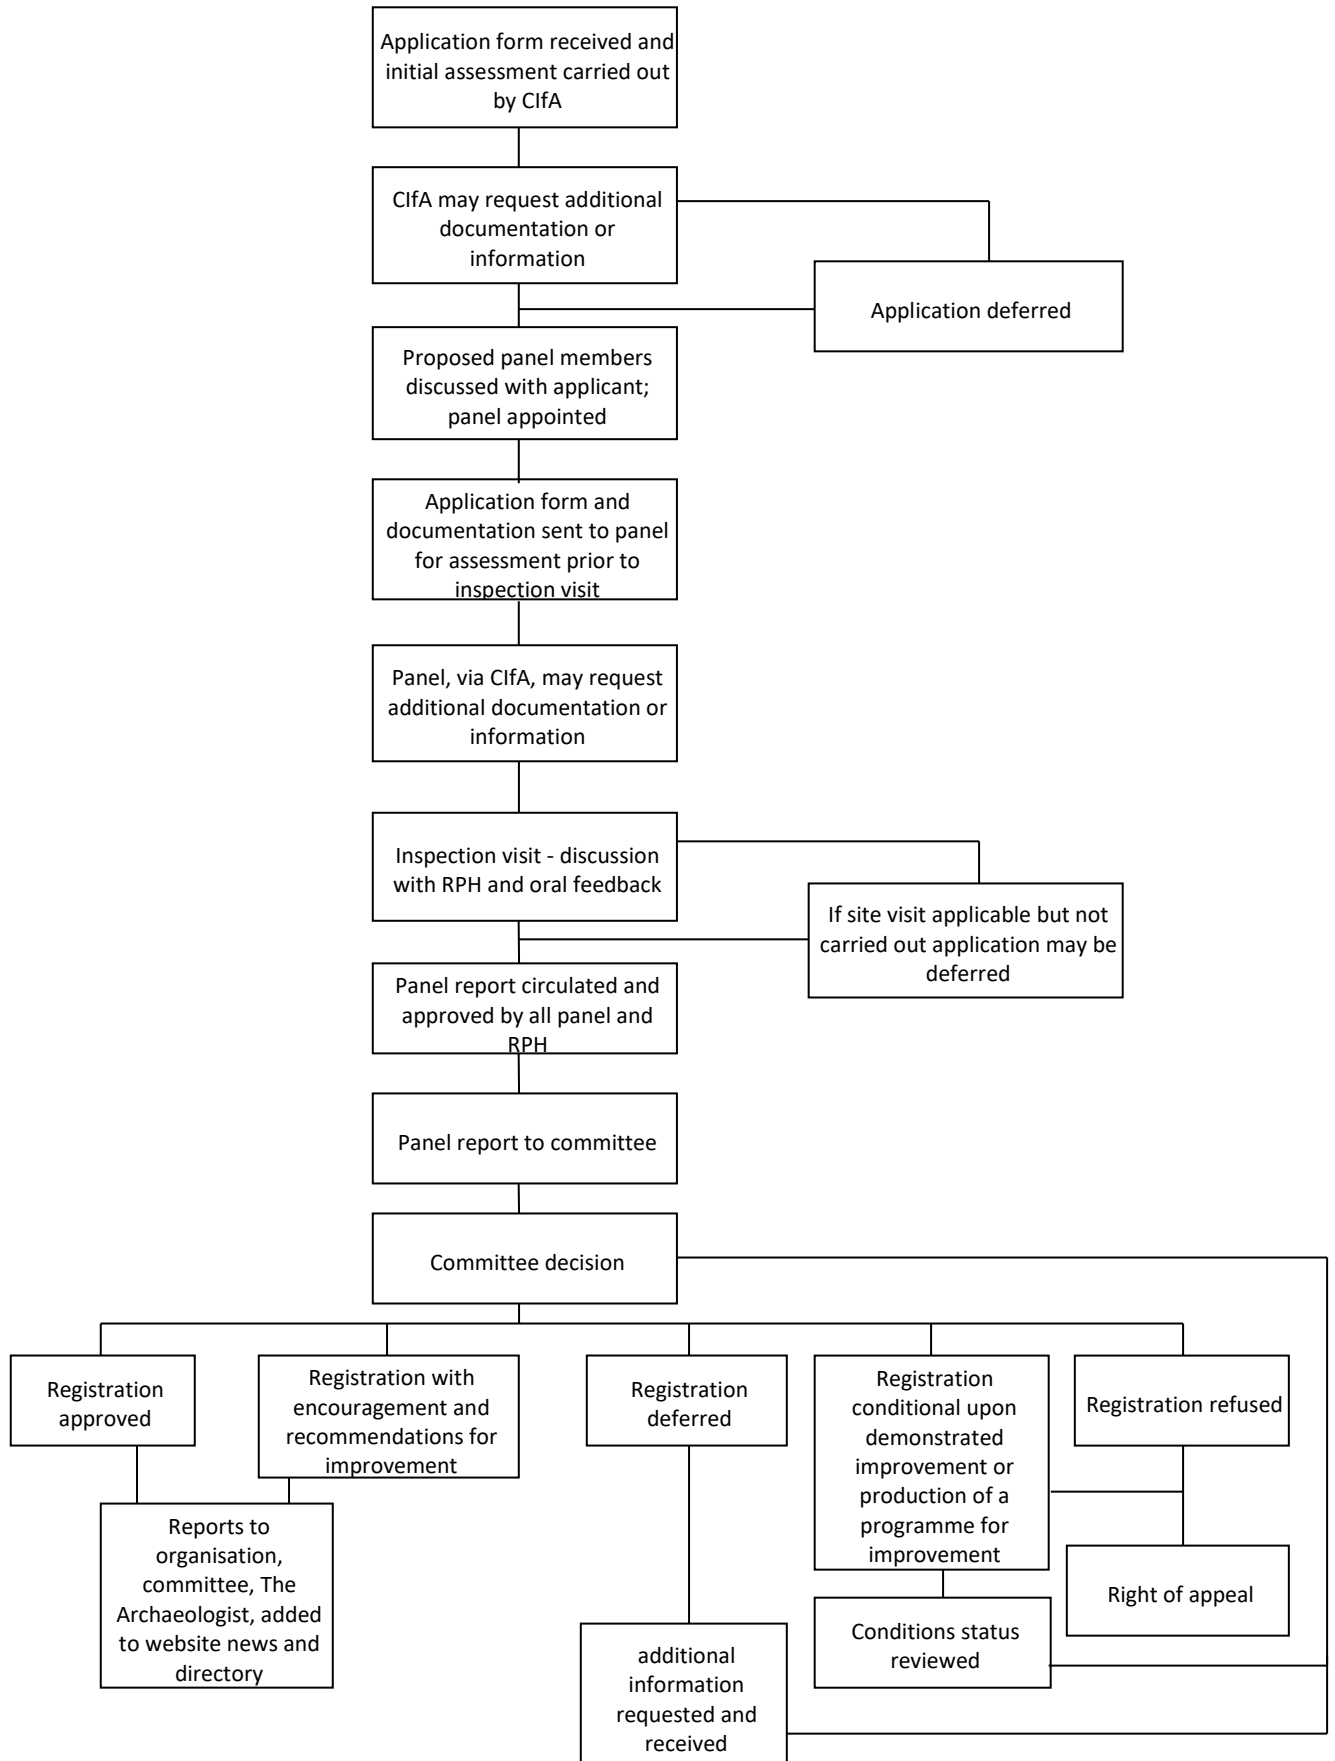 Application form received and
initial assessment carried out
by CIfA
CIfA may request additional
documentation or
information
Application deferred
Proposed panel members
discussed with applicant;
panel appointed
Application form and
documentation sent to panel
for assessment prior to
inspection visit
Panel, via CIfA, may request
additional documentation or
information
Inspection visit - discussion
with RPH and oral feedback
If site visit applicable but not
carried out application may be
deferred
Panel report circulated and
approved by all panel and
RPH
Panel report to committee
Committee decision
Registration
approved
Registration with
encouragement and
recommendations for
improvement
Registration
deferred
Registration
conditional upon
demonstrated
improvement or
production of a
programme for
improvement
Registration refused
Reports to
organisation,
committee, The
Archaeologist, added
to website news and
directory
Right of appeal
Conditions status
reviewed
additional
information
requested and
received